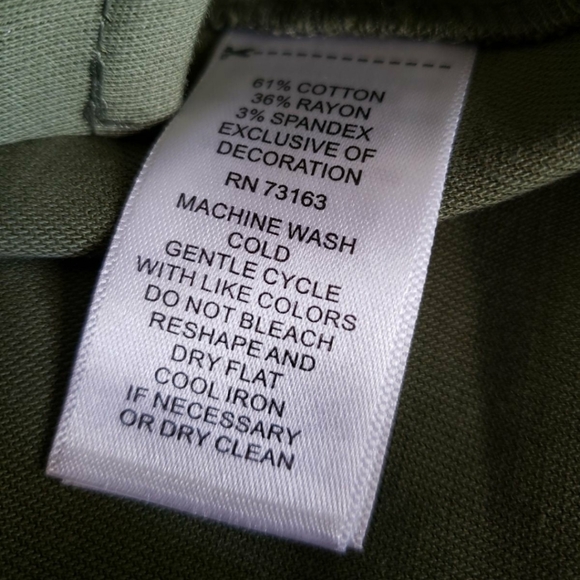 61% COTTON
36% RAYON
3% SPANDEX
EXCLUSIVE OF
DECORATION
RN 73163
MACHINE WASH
COLD
GENTLE CYCLE
WITH LIKE COLORS
DO NOT BLEACH
RESHAPE AND
DRY FLAT
COOL IRON
IF NECESSARY
OR DRY CLEAN